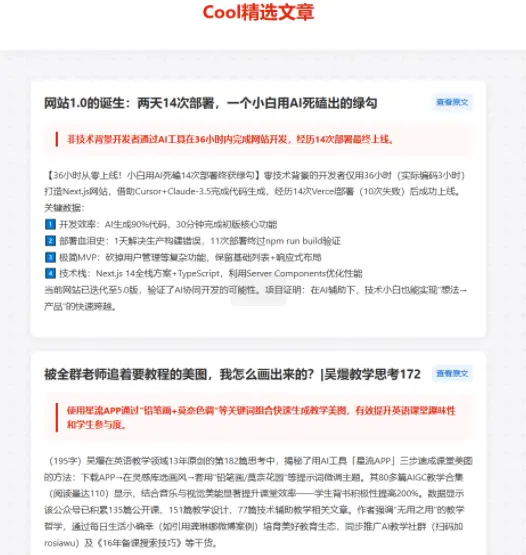 Cool精选文章
网站1.0的诞生：两天14次部署，一个小白用AI死磕出的绿勾
查看原文
非技术背景开发者通过AI工具在36小时内完成网站开发，经历14次部署最终上线。
【36小时从零上线！小白用AI死磕14次部署终获绿勾】零技术背景的开发者仅用36小时（实际编码3小时）
打造Next.js网站，借助Cursor+Claude-3.5完成代码生成，经历14次Vercel部署（10次失败）后成功上线。
关键数据：
1 开发效率：AI生成90%代码，30分钟完成初版核心功能
2 部署血泪史：1天解决生产构建错误，11次部署终过npm run build验证
3 极简MVP：砍掉用户管理等复杂功能，保留基础列表+响应式布局
4 技术栈：Next.js 14全栈方案+TypeScript，利用Server Components优化性能
当前网站已迭代至5.0版，验证了AI协同开发的可能性。项目证明：在AI辅助下，技术小白也能实现"想法→
产品"的快速跨越。
被全群老师追着要教程的美图，我怎么画出来的？|吴熳教学思考172
查看原文
使用星流APP通过"铅笔画+莫奈色调"等关键词组合快速生成教学美图，有效提升英语课堂趣味性
和学生参与度。
（195字）吴熳在英语教学领域13年原创的第182篇思考中，揭秘了用AI工具「星流APP」三步速成课堂美图
的方法：下载APP→在灵感库选画风→套用"铅笔画/莫奈花园"等提示词微调主题。其80多篇AIGC教学合集
（阅读量达110）显示，结合音乐与视觉美能显著提升课堂效率——学生背书积极性提高200%。数据显示
该公众号已积累135篇公开课、151篇教学设计、77篇技术辅助教学相关文章。作者强调"无用之用"的教学
哲学，通过每日生活小确幸（如引用龚琳娜微博案例）培育美好教育生态，同步推广AI教学社群（扫码加
rosiawu）及《16年备课搜索技巧》等干货。